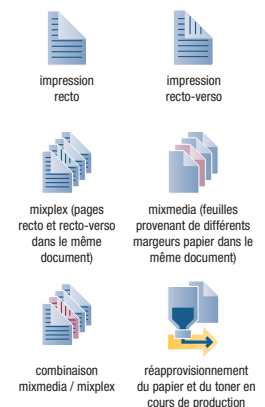 impression
recto
impression
recto-verso
mixplex (pages
recto et recto-verso
dans le même
document)
mixmedia (feuilles
provenant de différents
margeurs papier dans le
même document)
combinaison
mixmedia / mixplex
réapprovisionnement
du papier et du toner en
cours de production